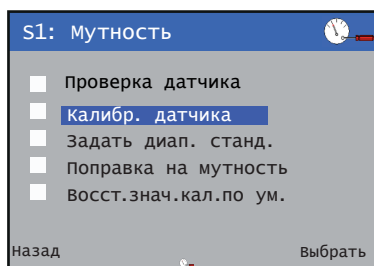 S1: Мутность
Проверка датчика
Калибр. датчика
Задать диап. станд.
Поправка на мутность
Восст.знач.кал.по ум.
Назад Выбрать